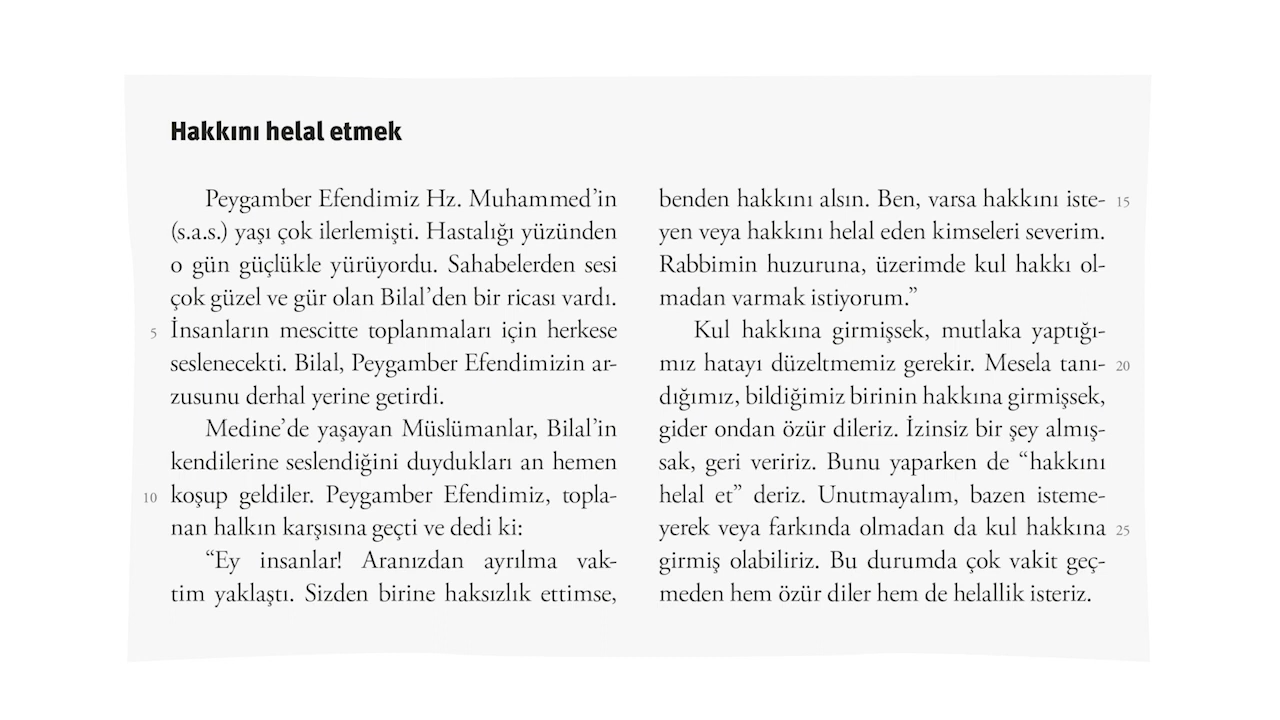 Hakkını helal etmek
Peygamber Efendimiz Hz. Muhammed’in
(s.a.s.) yaşı çok ilerlemişti. Hastalığı yüzünden
o gün güçlükle yürüyordu. Sahabelerden sesi
çok güzel ve gür olan Bilal’den bir ricası vardı.
5 İnsanların mescitte toplanmaları için herkese
seslenecekti. Bilal, Peygamber Efendimizin ar-
zusunu derhal yerine getirdi.
Medine’de yaşayan Müslümanlar, Bilal’in
kendilerine seslendiğini duydukları an hemen
10 koşup geldiler. Peygamber Efendimiz, topla-
nan halkın karşısına geçti ve dedi ki:
“Ey insanlar! Aranızdan ayrılma vak-
tim yaklaştı. Sizden birine haksızlık ettimse,
benden hakkını alsın. Ben, varsa hakkını iste- 15
yen veya hakkını helal eden kimseleri severim.
Rabbimin huzuruna, üzerimde kul hakkı ol-
madan varmak istiyorum.”
Kul hakkına girmişsek, mutlaka yaptığı-
mız hatayı düzeltmemiz gerekir. Mesela tanı- 20
dığımız, bildiğimiz birinin hakkına girmişsek,
gider ondan özür dileriz. İzinsiz bir şey almış-
sak, geri veririz. Bunu yaparken de “hakkını
helal et” deriz. Unutmayalım, bazen isteme-
yerek veya farkında olmadan da kul hakkına 25
girmiş olabiliriz. Bu durumda çok vakit geç-
meden hem özür diler hem de helallik isteriz.